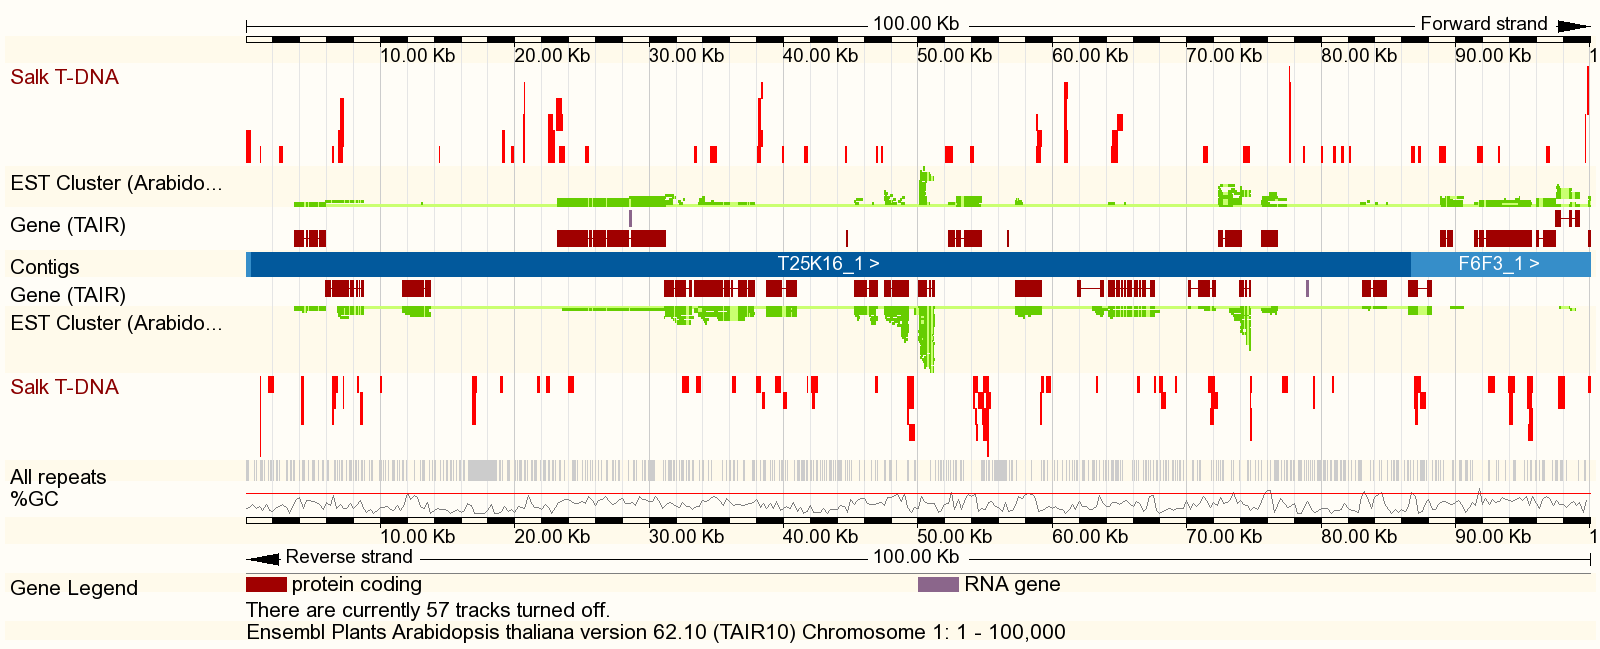 100.00 Kb Forward strand
10.00 Kb 20.00 Kb 30.00 Kb 40.00 Kb 50.00 Kb 60.00 Kb 70.00 Kb 80.00 Kb 90.00 Kb 1
Salk T-DNA
EST Cluster (Arabido...
Gene (TAIR)
Contigs T25K16_1 > F6F3_1 >
Gene (TAIR)
EST Cluster (Arabido...
Salk T-DNA
All repeats
%GC
10.00 Kb 20.00 Kb 30.00 Kb 40.00 Kb 50.00 Kb 60.00 Kb 70.00 Kb 80.00 Kb 90.00 Kb 1
Reverse strand 100.00 Kb
Gene Legend protein coding RNA gene
There are currently 57 tracks turned off.
Ensembl Plants Arabidopsis thaliana version 62.10 (TAIR10) Chromosome 1: 1 - 100,000